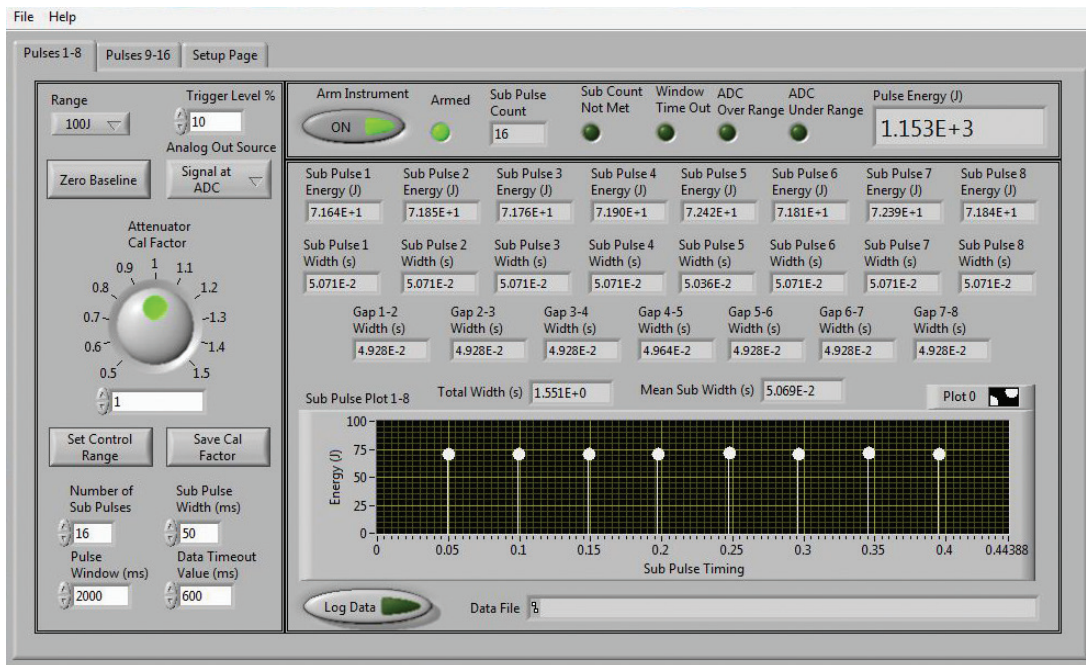 File Help
Pulses 1-8 Pulses 9-16 Setup Page
Range
100J
Trigger Level %
10
Analog Out Source
Zero Baseline
Signal at
ADC
Attenuator
Cal Factor
0.5 0.6 0.7 0.8 0.9 1 1.1 1.2 1.3 1.4 1.5
1
Set Control
Range
Save Cal
Factor
Number of
Sub Pulses
16
Sub Pulse
Width (ms)
50
Pulse
Window (ms)
2000
Data Timeout
Value (ms)
600
Arm Instrument
ON
Armed
Sub Pulse
Count
16
Sub Count
Not Met
Window
Time Out
ADC
Over Range
ADC
Under Range
Pulse Energy (J)
1.153E+3
Sub Pulse 1 Sub Pulse 2 Sub Pulse 3 Sub Pulse 4 Sub Pulse 5 Sub Pulse 6 Sub Pulse 7 Sub Pulse 8
Energy (J) Energy (J) Energy (J) Energy (J) Energy (J) Energy (J) Energy (J) Energy (J)
7.164E+1 7.185E+1 7.176E+1 7.190E+1 7.242E+1 7.181E+1 7.239E+1 7.184E+1
Sub Pulse 1 Sub Pulse 2 Sub Pulse 3 Sub Pulse 4 Sub Pulse 5 Sub Pulse 6 Sub Pulse 7 Sub Pulse 8
Width (s) Width (s) Width (s) Width (s) Width (s) Width (s) Width (s) Width (s)
5.071E-2 5.071E-2 5.071E-2 5.071E-2 5.036E-2 5.071E-2 5.071E-2 5.071E-2
Gap 1-2 Gap 2-3 Gap 3-4 Gap 4-5 Gap 5-6 Gap 6-7 Gap 7-8
Width (s) Width (s) Width (s) Width (s) Width (s) Width (s) Width (s)
4.928E-2 4.928E-2 4.928E-2 4.964E-2 4.928E-2 4.928E-2 4.928E-2
Sub Pulse Plot 1-8
Total Width (s) 1.551E+0
Mean Sub Width (s) 5.069E-2
Plot 0
Energy (J)
100
75
50
25
0
0 0.05 0.1 0.15 0.2 0.25 0.3 0.35 0.4 0.44388
Sub Pulse Timing
Log Data
Data File